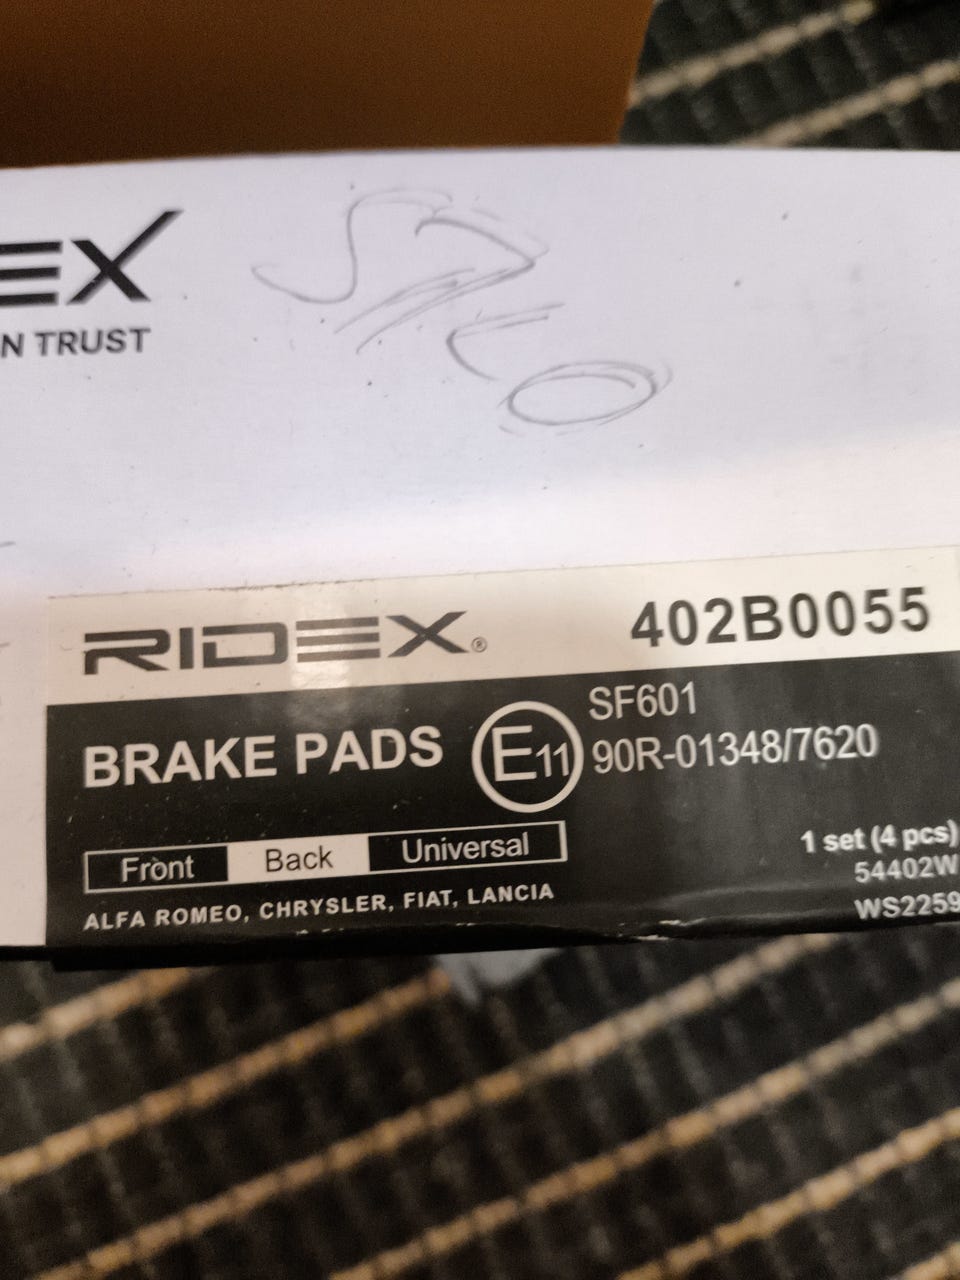 EX
N TRUST
RIDEX®
402B0055
BRAKE PADS
E11
SF601
90R-01348/7620
Front
Back
Universal
1 set (4 pcs)
54402W
WS2259
ALFA ROMEO, CHRYSLER, FIAT, LANCIA